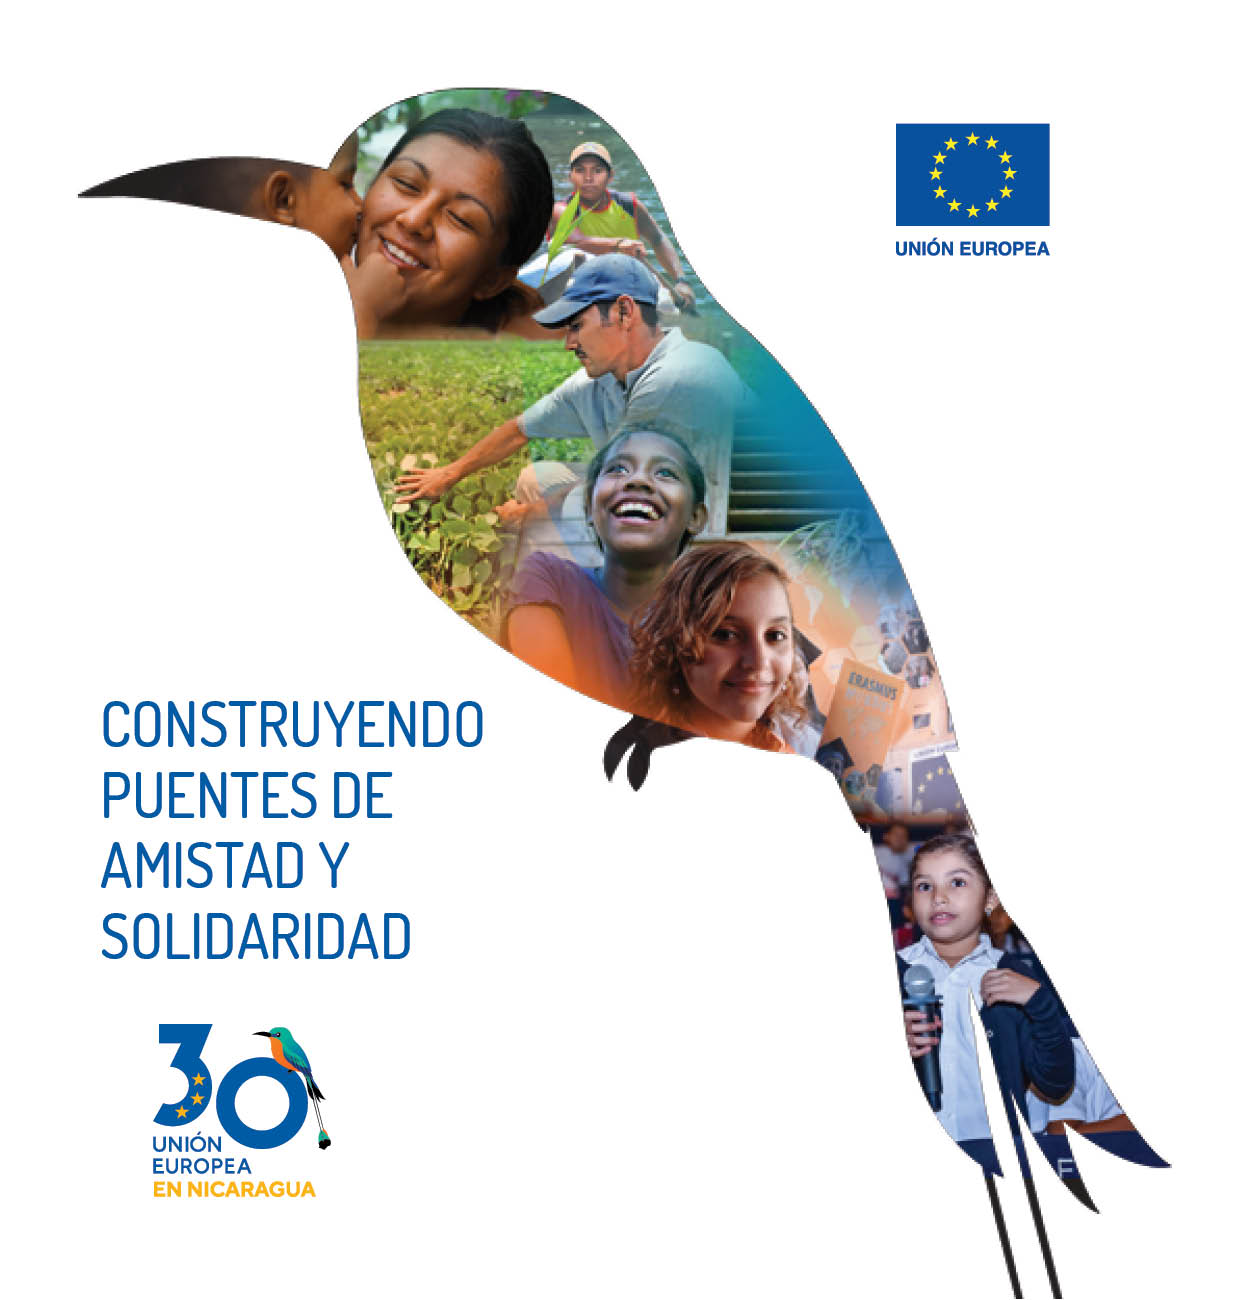 UNIÓN EUROPEA
ERASMUS
CONSTRUYENDO
PUENTES DE
AMISTAD Y
SOLIDARIDAD
30
UNIÓN
EUROPEA
EN NICARAGUA